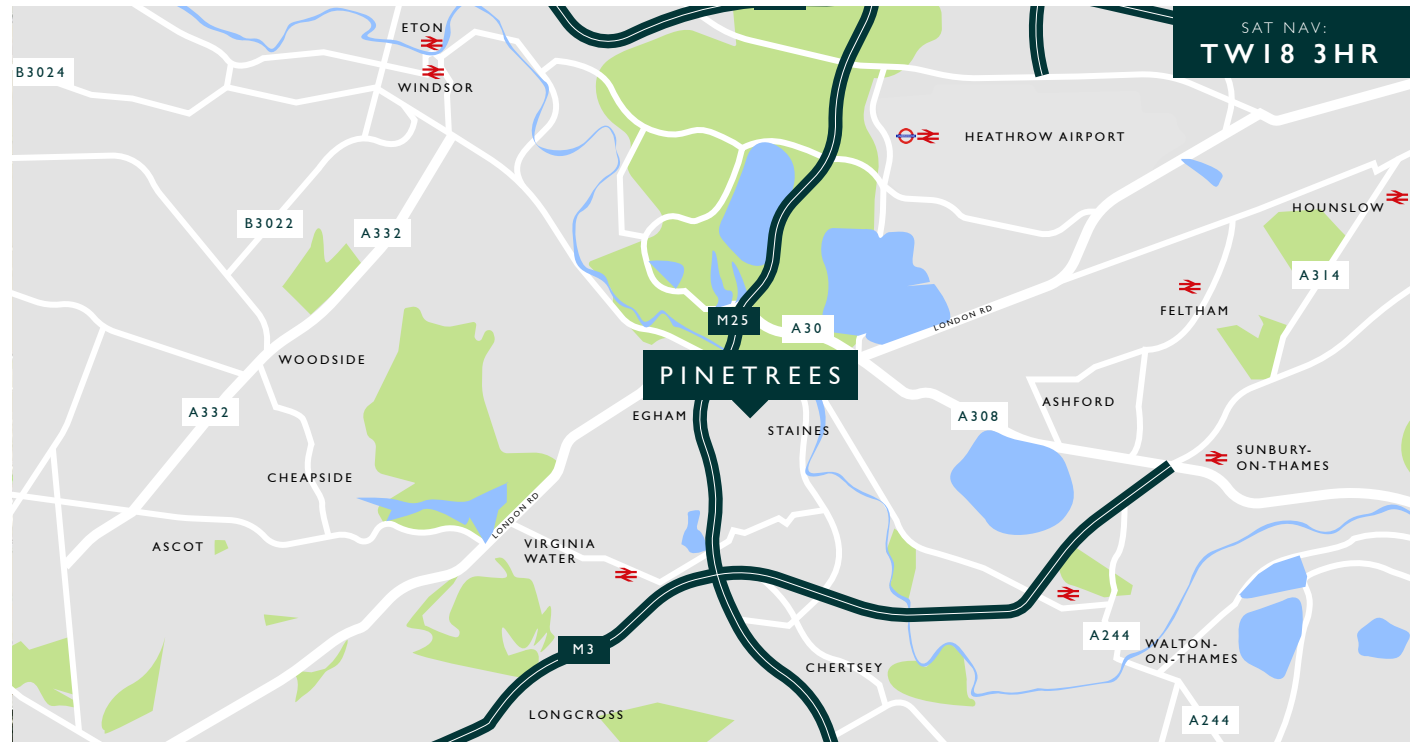 ETON
SAT NAV:
TW18 3HR
B3024
WINDSOR
HEATHROW AIRPORT
HOUNSLOW
B3022
A332
A314
FELTHAM
LONDON RD
M25
A30
WOODSIDE
PINETREES
A332
EGHAM
STAINES
A308
ASHFORD
SUNBURY-
ON-THAMES
CHEAPSIDE
LONDON RD
ASCOT
VIRGINIA
WATER
A244
WALTON-
ON-THAMES
M3
CHERTSEY
LONGCROSS
A244